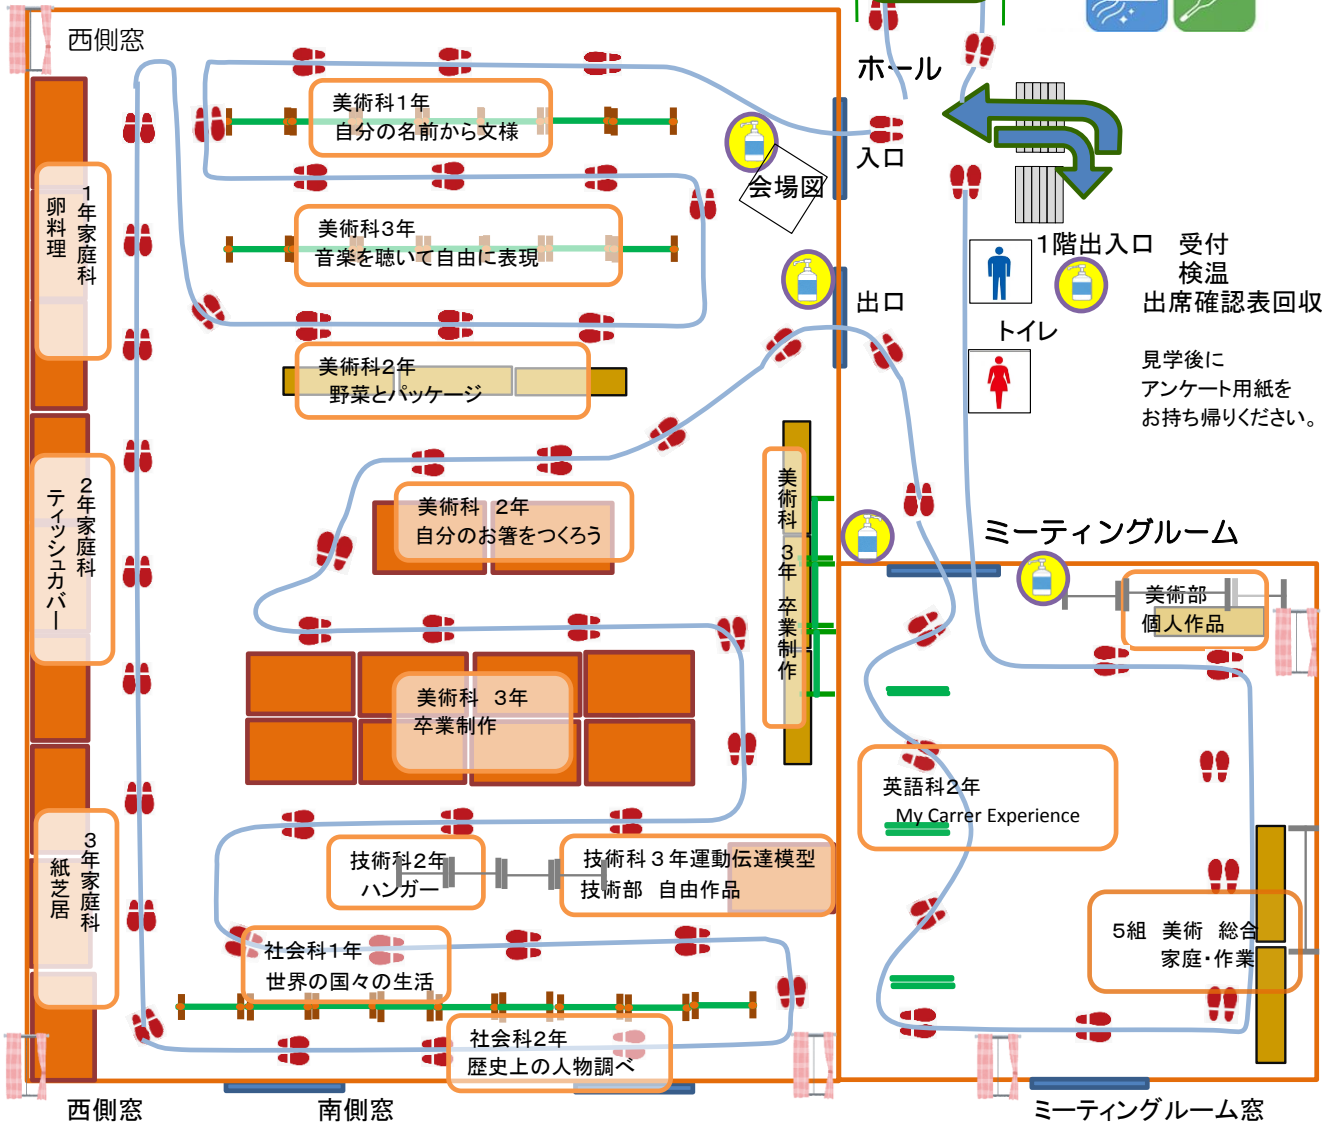 西側窓
ホール
美術科1年
自分の名前から文様
入口
会場図
1年家庭科
卵料理
美術科3年
音楽を聴いて自由に表現
1階出入口　受付
検温
出席確認表回収
出口
トイレ
見学後に
アンケート用紙を
お持ち帰りください。
美術科2年
野菜とパッケージ
2年家庭科
ティッシュカバー
美術科　2年
自分のお箸をつくろう
美術科　3年　卒業制作
ミーティングルーム
美術部
個人作品
美術科　3年
卒業制作
英語科2年
My Carrer Experience
3年家庭科
紙芝居
技術科2年
ハンガー
技術科3年運動伝達模型
技術部　自由作品
5組　美術　総合
家庭・作業
社会科1年
世界の国々の生活
社会科2年
歴史上の人物調べ
西側窓
南側窓
ミーティングルーム窓